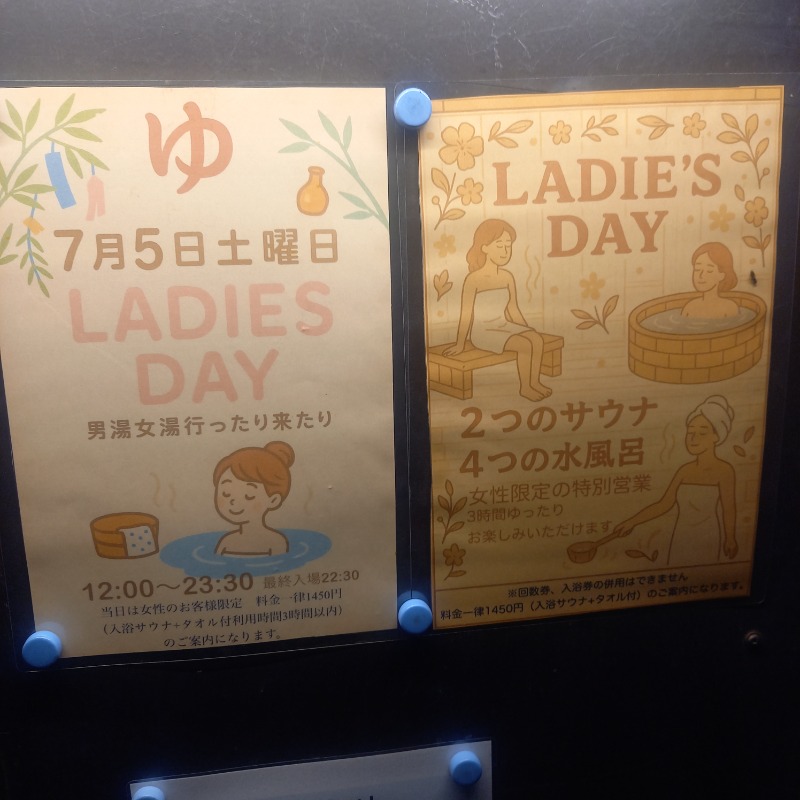 ゆ
7月5日土曜日
LADIES
DAY
男湯女湯行ったり来たり
12:00〜23:30 最終入場22:30
当日は女性のお客様限定 料金一律1450円
(入浴サウナ+タオル付利用時間3時間以内)
のご案内になります。
LADIE'S
DAY
2つのサウナ
4つの水風呂
女性限定の特別営業
3時間ゆったり
お楽しみいただけます
※回数券、入浴券の併用はできません
料金一律1450円（入浴サウナ+タオル付）のご案内になります。